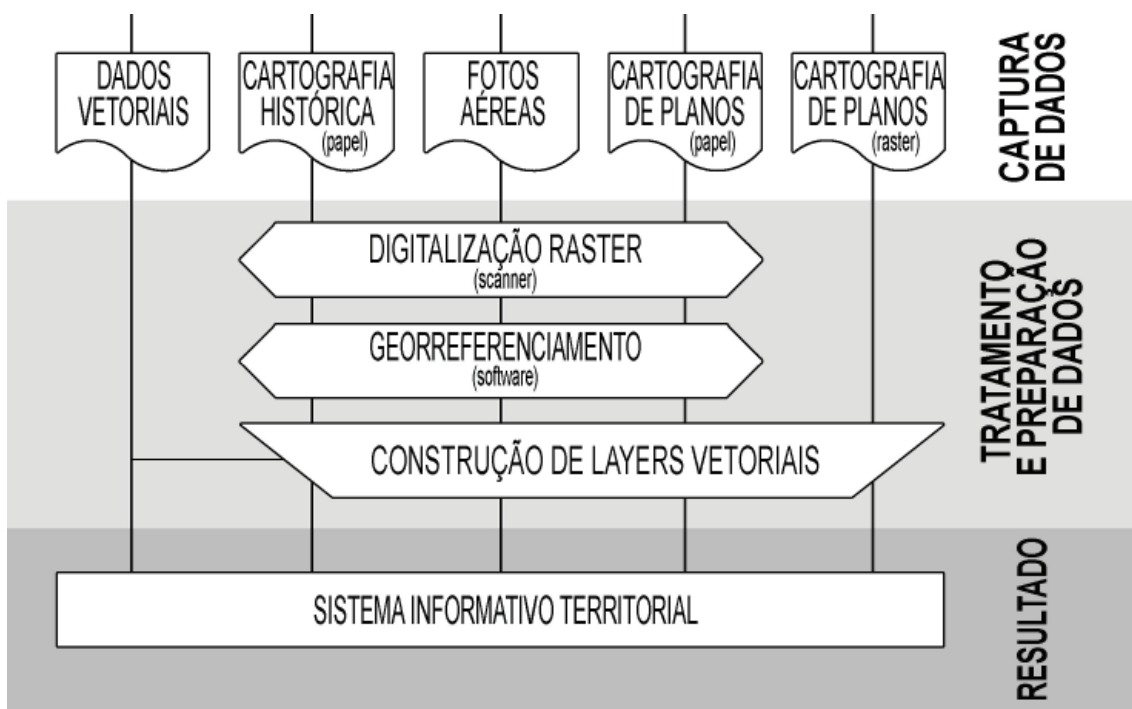 DADOS
VETORIAIS
CARTOGRAFIA
HISTÓRICA
(papel)
FOTOS
AÉREAS
CARTOGRAFIA
DE PLANOS
(papel)
CARTOGRAFIA
DE PLANOS
(raster)
CAPTURA
DE DADOS
DIGITALIZAÇÃO RASTER
(scanner)
GEORREFERENCIAMENTO
(software)
CONSTRUÇÃO DE LAYERS VETORIAIS
TRATAMENTO
E PREPARAÇÃO
DE DADOS
SISTEMA INFORMATIVO TERRITORIAL
RESULTADO